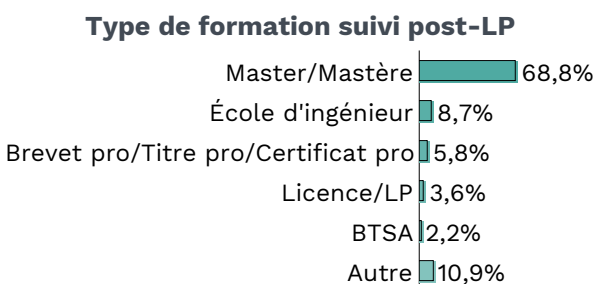 Type de formation suivi post-LP
Master/Mastère 68,8%
École d'ingénieur 8,7%
Brevet pro/Titre pro/Certificat pro 5,8%
Licence/LP 3,6%
BTSA 2,2%
Autre 10,9%